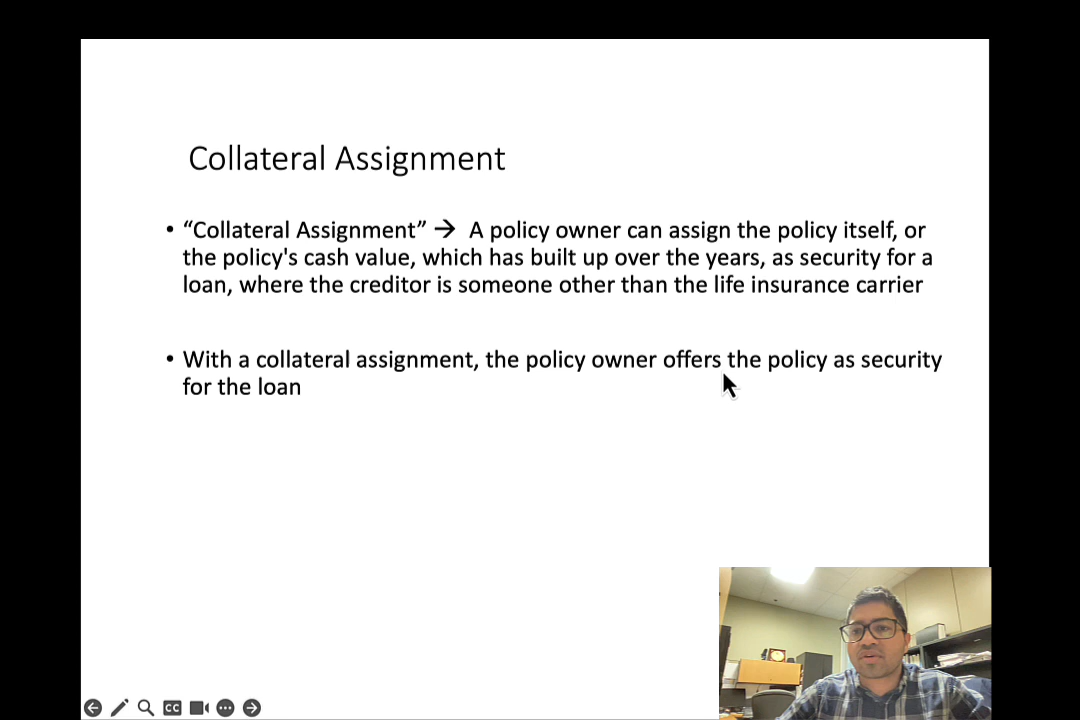 Collateral Assignment
• “Collateral Assignment” → A policy owner can assign the policy itself, or
the policy's cash value, which has built up over the years, as security for a
loan, where the creditor is someone other than the life insurance carrier
• With a collateral assignment, the policy owner offers the policy as security
for the loan
CC